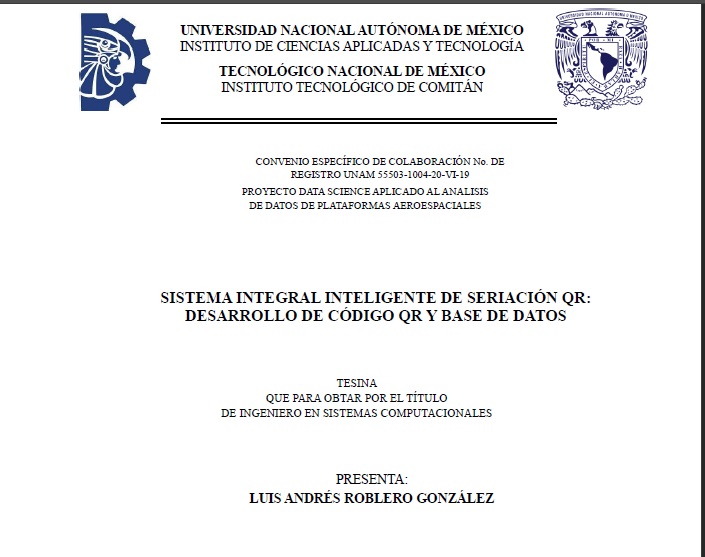 UNIVERSIDAD NACIONAL AUTÓNOMA DE MÉXICO
INSTITUTO DE CIENCIAS APLICADAS Y TECNOLOGÍA
TECNOLÓGICO NACIONAL DE MÉXICO
INSTITUTO TECNOLÓGICO DE COMITÁN
CONVENIO ESPECÍFICO DE COLABORACIÓN No. DE
REGISTRO UNAM 55503-1004-20-VI-19
PROYECTO DATA SCIENCE APLICADO AL ANALISIS
DE DATOS DE PLATAFORMAS AEROESPACIALES
SISTEMA INTEGRAL INTELIGENTE DE SERIACIÓN QR:
DESARROLLO DE CÓDIGO QR Y BASE DE DATOS
TESINA
QUE PARA OBTAR POR EL TÍTULO
DE INGENIERO EN SISTEMAS COMPUTACIONALES
PRESENTA:
LUIS ANDRÉS ROBLERO GONZÁLEZ